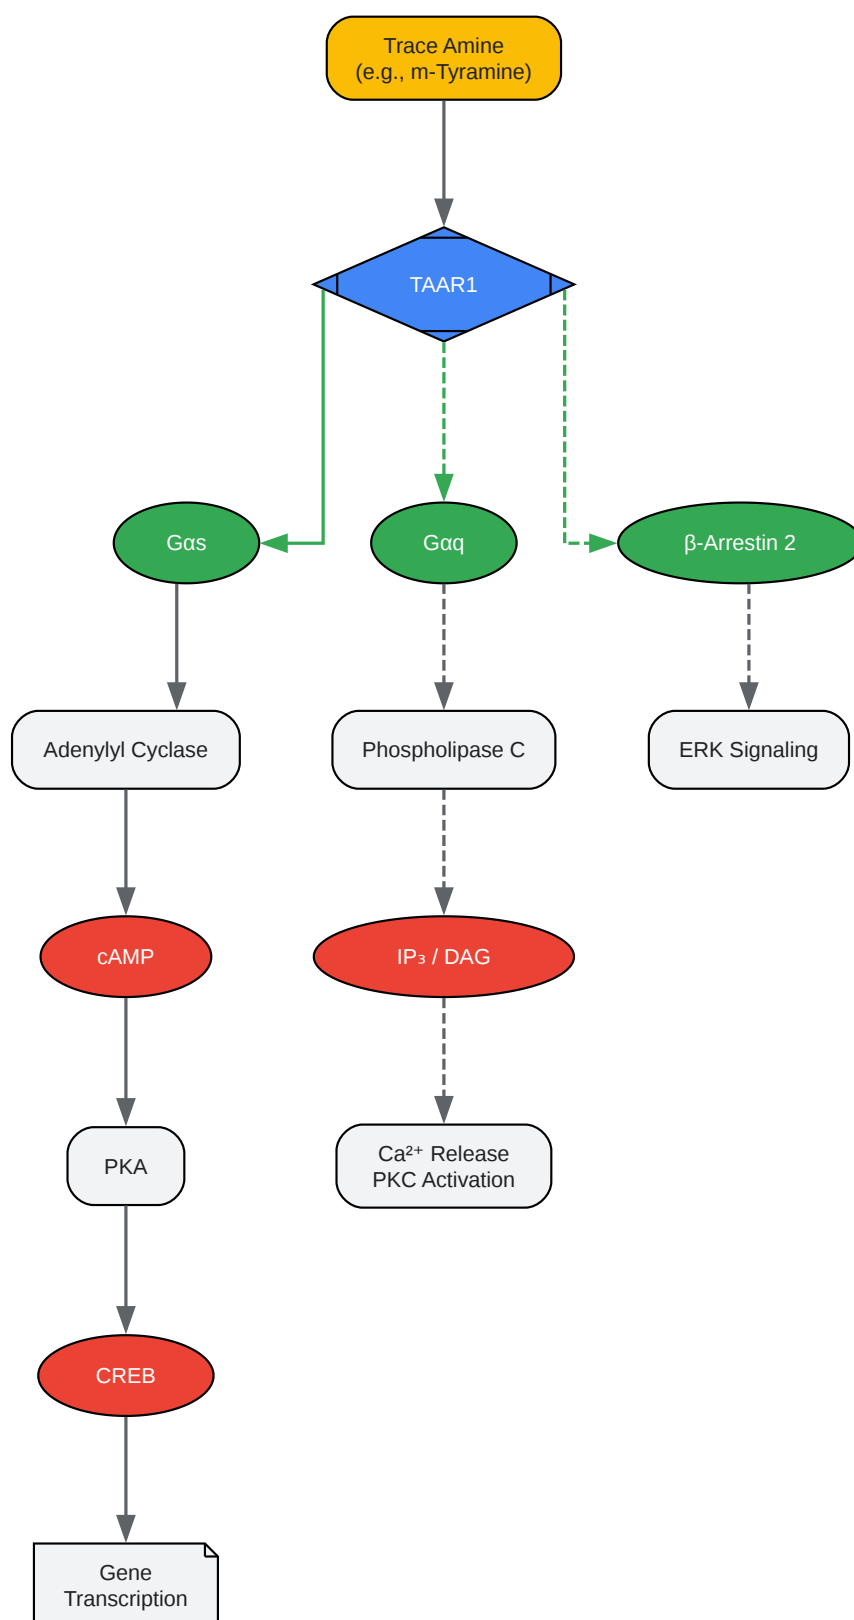 Trace Amine
(e.g., m-Tyramine)
TAAR1
Gαs
Gαq
β-Arrestin 2
Adenylyl Cyclase
Phospholipase C
ERK Signaling
cAMP
IP₃ / DAG
PKA
Ca²⁺ Release
PKC Activation
CREB
Gene
Transcription